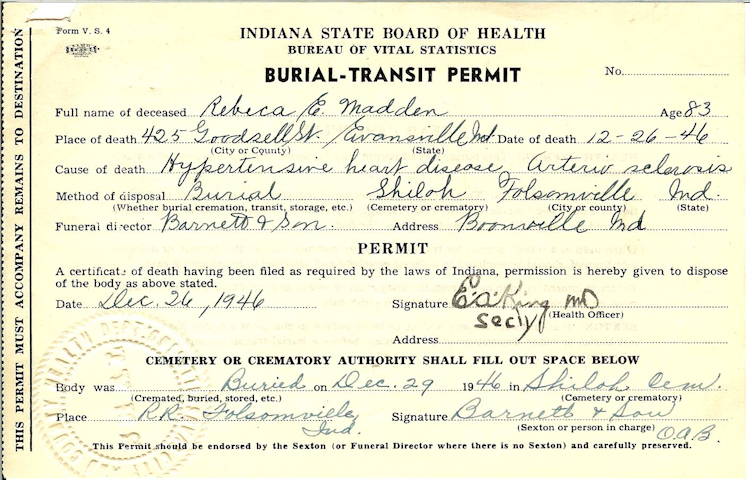 Form V. S. 4
INDIANA STATE BOARD OF HEALTH
BUREAU OF VITAL STATISTICS
BURIAL-TRANSIT PERMIT
No.
Full name of deceased Rebeca E. Madden Age 83
Place of death 425 Goodsell St. Evansville Ind. Date of death 12-26-46
(City or County) (State)
Cause of death Hypertensive heart disease, Arterio sclerosis
Method of disposal Burial Shiloh Folsomville Ind.
(Whether burial cremation, transit, storage, etc.) (Cemetery or crematory) (City or county) (State)
Funeral director Barnett & Son. Address Boonville Ind
PERMIT
A certificate of death having been filed as required by the laws of Indiana, permission is hereby given to dispose
of the body as above stated.
Date Dec. 26, 1946 Signature King MD
(Health Officer)
Secly
Address
CEMETERY OR CREMATORY AUTHORITY SHALL FILL OUT SPACE BELOW
Body was Buried on Dec. 29 1946 in Shiloh Cem.
(Cremated, buried, stored, etc.) (Cemetery or crematory)
Place R.R. Folsomville, Signature Barnett & Son
Ind. (Sexton or person in charge) O.A.B
This Permit should be endorsed by the Sexton (or Funeral Director where there is no Sexton) and carefully preserved.
THIS PERMIT MUST ACCOMPANY REMAINS TO DESTINATION